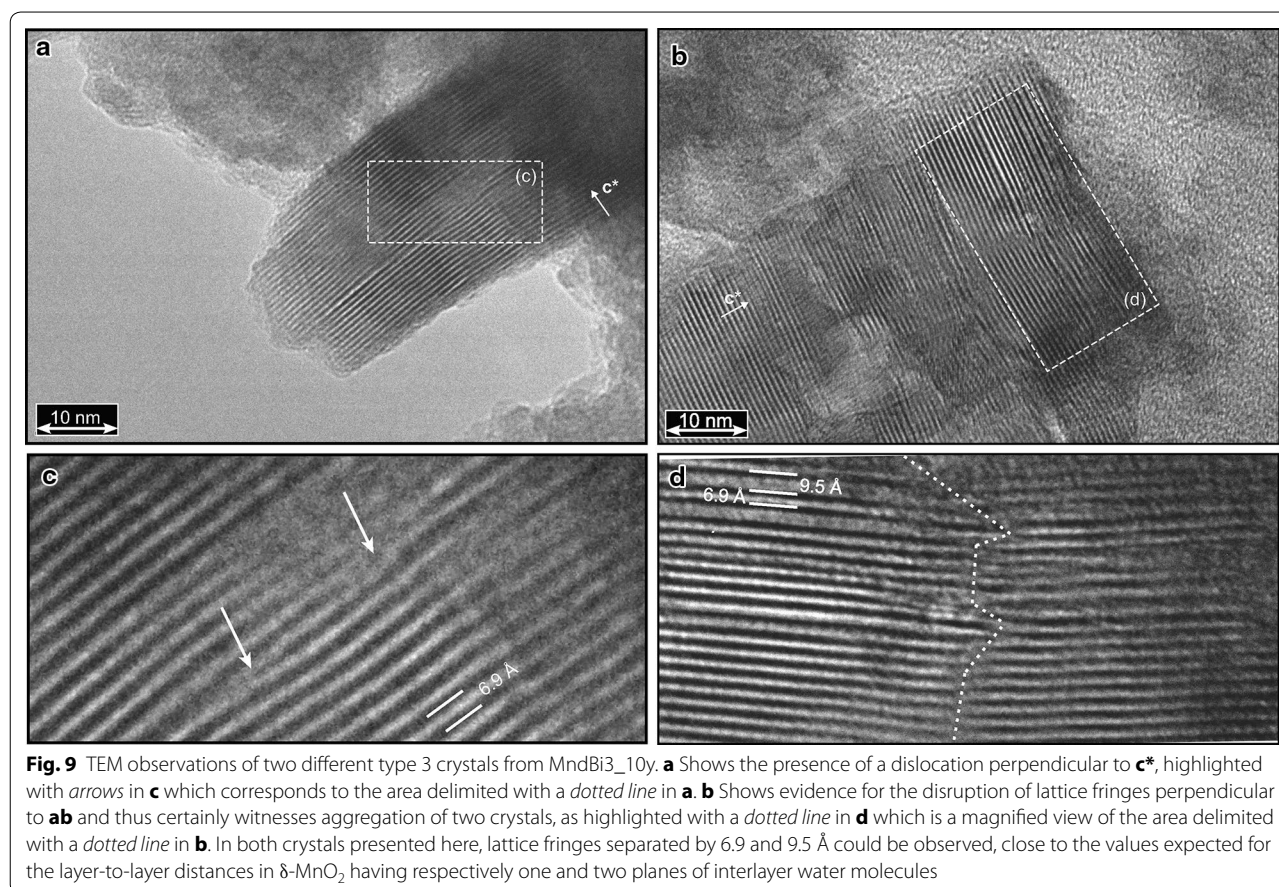 a
(c)
c*
10 nm
b
c*
(d)
10 nm
c
6.9 Å
d
9.5 Å
6.9 Å
Fig. 9 TEM observations of two different type 3 crystals from MndBi3_10y. a Shows the presence of a dislocation perpendicular to c*, highlighted
with arrows in c which corresponds to the area delimited with a dotted line in a. b Shows evidence for the disruption of lattice fringes perpendicular
to ab and thus certainly witnesses aggregation of two crystals, as highlighted with a dotted line in d which is a magnified view of the area delimited
with a dotted line in b. In both crystals presented here, lattice fringes separated by 6.9 and 9.5 Å could be observed, close to the values expected for
the layer-to-layer distances in δ-MnO₂ having respectively one and two planes of interlayer water molecules